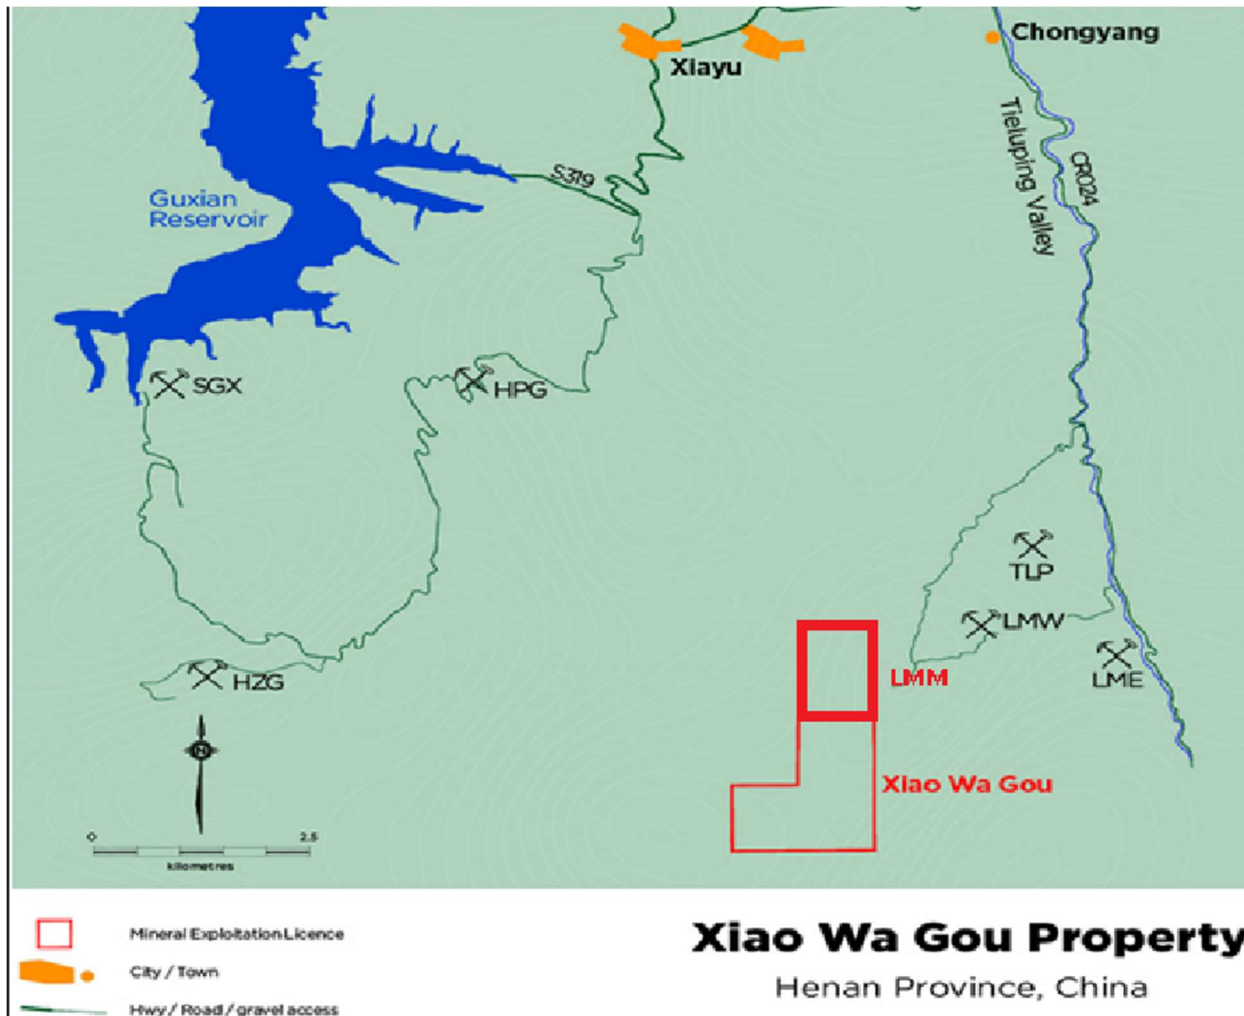 Chongyang
Xiayu
Tieluping Valley
CR024
S319
Guxian
Reservoir
SGX
HPG
TLP
LMW
LME
HZG
LMM
N
Xiao Wa Gou
0 2.5
kilometres
Mineral Exploitation Licence
City / Town
Hwy / Road / gravel access
Xiao Wa Gou Property
Henan Province, China